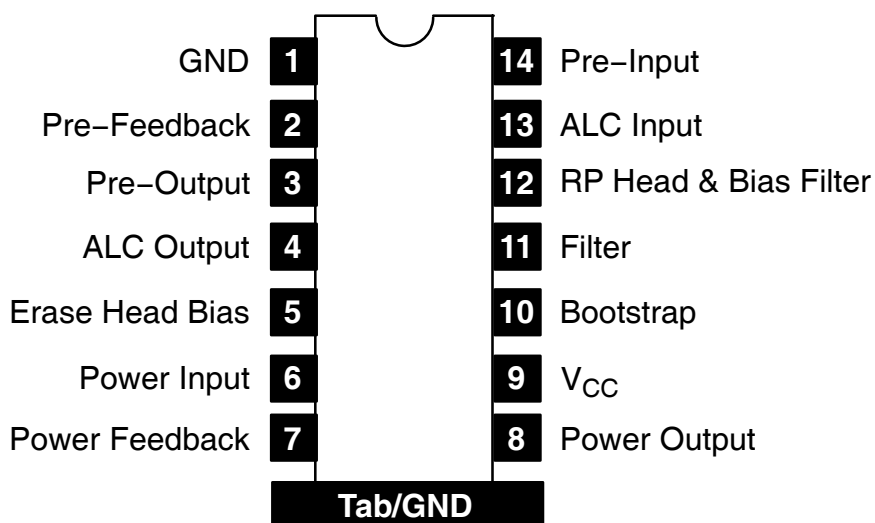 GND 1 14 Pre−Input
Pre−Feedback 2 13 ALC Input
Pre−Output 3 12 RP Head & Bias Filter
ALC Output 4 11 Filter
Erase Head Bias 5 10 Bootstrap
Power Input 6 9 VCC
Power Feedback 7 8 Power Output
Tab/GND